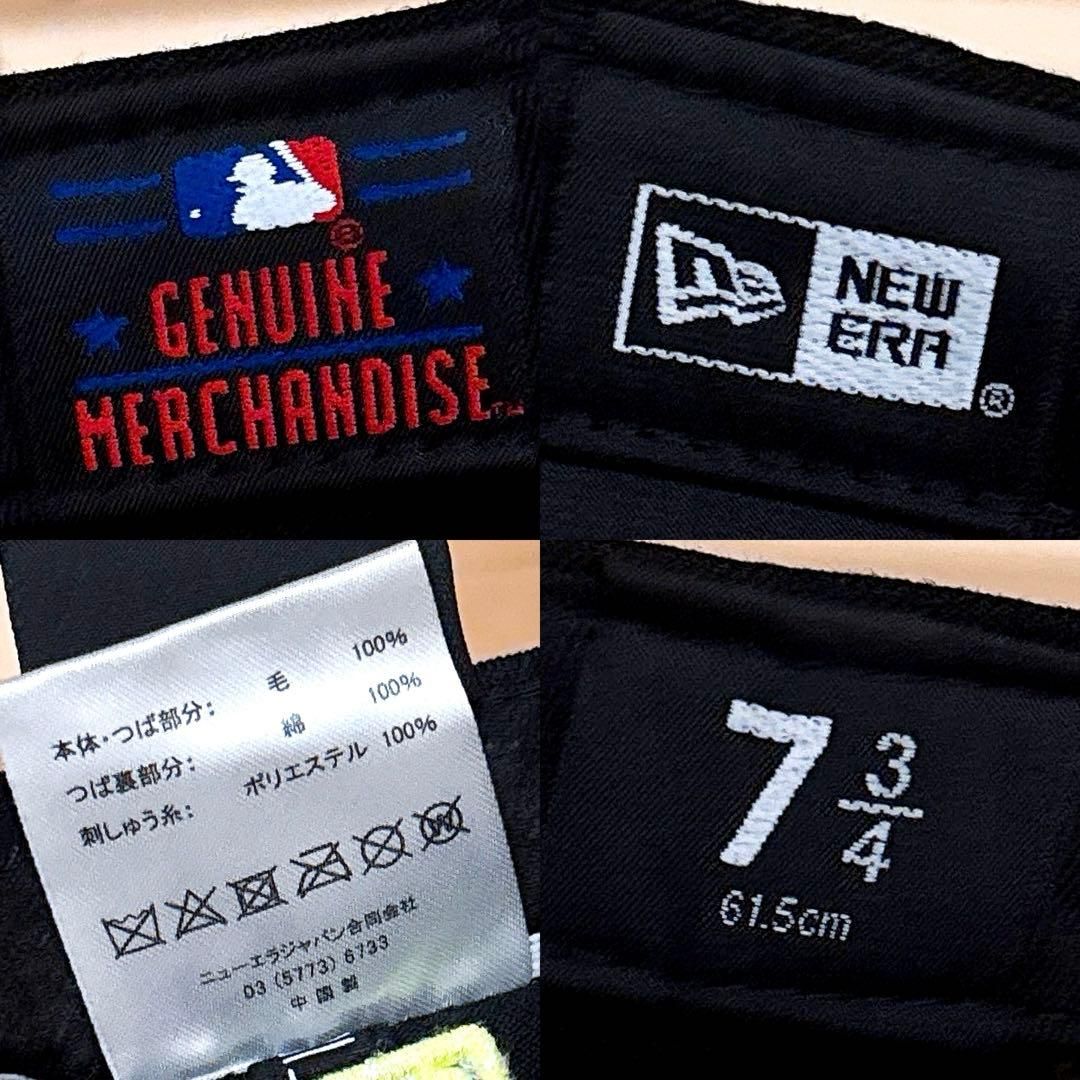 ®
GENUINE
MERCHANDISE™
NE
NEW
ERA
®
本体・つば部分: 毛 100%
つば裏部分: 綿 100%
刺しゅう糸: ポリエステル 100%
W
ニューエラジャパン合同会社
03 (5773) 6733
中国製
7 3/4
61.5cm